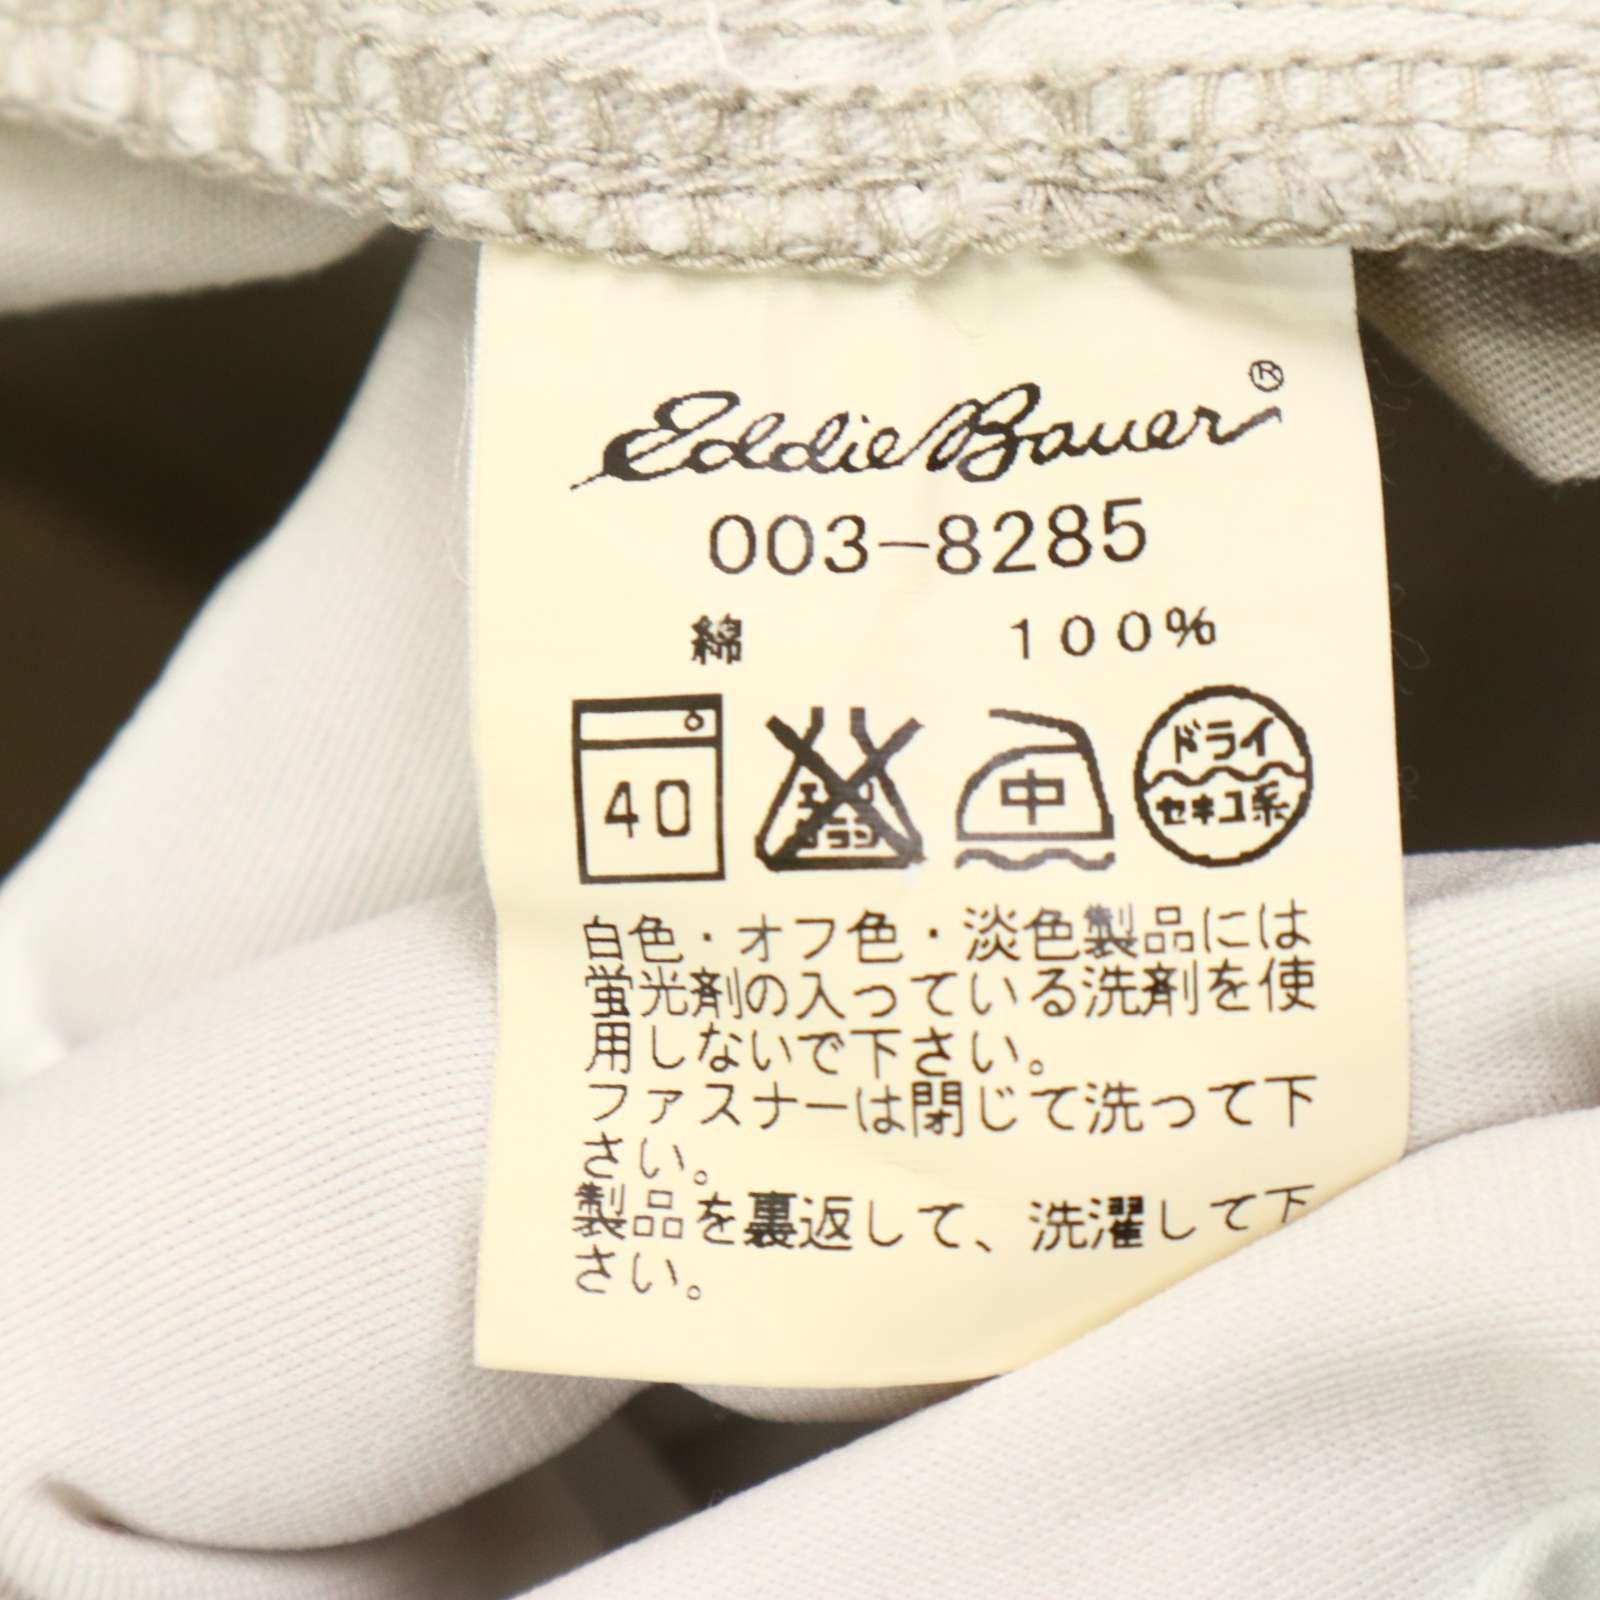 Eddie Bauer®
003-8285
綿 100%
40 エンソ サラシ 中 ドライ セキユ系
白色・オフ色・淡色製品には
蛍光剤の入っている洗剤を使
用しないで下さい。
ファスナーは閉じて洗って下
さい。
製品を裏返して、洗濯して下
さい。